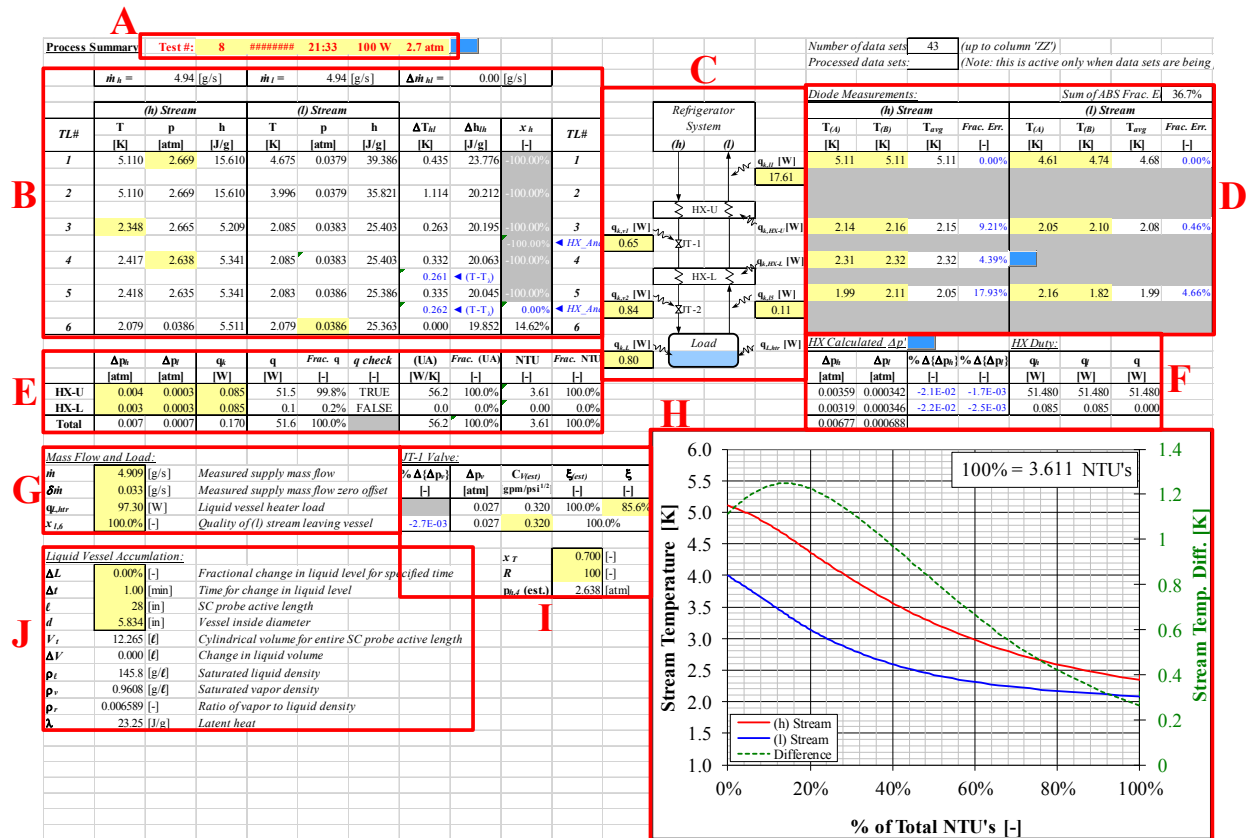 A
Process Summary Test #: 8 ######## 21:33 100 W 2.7 atm
Number of data sets 43 (up to column 'ZZ')
Processed data sets: (Note: this is active only when data sets are being
B
ṁ h = 4.94 [g/s] ṁ l = 4.94 [g/s] Δṁ hl = 0.00 [g/s]
(h) Stream (l) Stream
TL# T p h T p h ΔThl Δhlh x h TL#
[K] [atm] [J/g] [K] [atm] [J/g] [K] [J/g] [-]
1 5.110 2.669 15.610 4.675 0.0379 39.386 0.435 23.776 -100.00% 1
2 5.110 2.669 15.610 3.996 0.0379 35.821 1.114 20.212 -100.00% 2
3 2.348 2.665 5.209 2.085 0.0383 25.403 0.263 20.195 -100.00% 3
-100.00% ◄ HX_An
4 2.417 2.638 5.341 2.085 0.0383 25.403 0.332 20.063 4
0.261 ◄ (T-Tλ)
5 2.418 2.635 5.341 2.083 0.0386 25.386 0.335 20.045 -100.00% 5
0.262 ◄ (T-Tλ) 0.00% ◄ HX_An
6 2.079 0.0386 5.511 2.079 0.0386 25.363 0.000 19.852 14.62% 6
C
Refrigerator
System
(h) (l)
qk,l1 [W]
17.61
HX-U
qk,r1 [W] qk,HX-U [W]
0.65 JT-1
qk,HX-L [W]
HX-L
qk,r2 [W] qk,l5 [W]
0.84 JT-2 0.11
qk,L [W] Load qL,htr [W]
0.80
D
Diode Measurements: Sum of ABS Frac. E 36.7%
(h) Stream (l) Stream
T(A) T(B) Tavg Frac. Err. T(A) T(B) Tavg Frac. Err.
[K] [K] [K] [-] [K] [K] [K] [-]
5.11 5.11 5.11 0.00% 4.61 4.74 4.68 0.00%
2.14 2.16 2.15 9.21% 2.05 2.10 2.08 0.46%
2.31 2.32 2.32 4.39%
1.99 2.11 2.05 17.93% 2.16 1.82 1.99 4.66%
E
Δph Δpl qk q Frac. q q check (UA) Frac. (UA) NTU Frac. NTU
[atm] [atm] [W] [W] [-] [-] [W/K] [-] [-] [-]
HX-U 0.004 0.0003 0.085 51.5 99.8% TRUE 56.2 100.0% 3.61 100.0%
HX-L 0.003 0.0003 0.085 0.1 0.2% FALSE 0.0 0.0% 0.00 0.0%
Total 0.007 0.0007 0.170 51.6 100.0% 56.2 100.0% 3.61 100.0%
F
HX Calculated Δp' HX Duty:
Δph Δpl % Δ{Δph} % Δ{Δpl} qh ql q
[atm] [atm] [-] [-] [W] [W] [W]
0.00359 0.000342 -2.1E-02 -1.7E-03 51.480 51.480 51.480
0.00319 0.000346 -2.2E-02 -2.5E-03 0.085 0.085 0.000
0.00677 0.000688
G
Mass Flow and Load:
ṁ 4.909 [g/s] Measured supply mass flow
δṁ 0.033 [g/s] Measured supply mass flow zero offset
qL,htr 97.30 [W] Liquid vessel heater load
x l,6 100.0% [-] Quality of (l) stream leaving vessel
I
JT-1 Valve:
% Δ{Δpv} Δpv CV(est) ξ(est) ξ
[-] [atm] gpm/psi1/2 [-] [-]
0.027 0.320 100.0% 85.6%
-2.7E-03 0.027 0.320 100.0%
x T 0.700 [-]
R 100 [-]
ph,4 (est.) 2.638 [atm]
J
Liquid Vessel Accumlation:
ΔL 0.00% [-] Fractional change in liquid level for specified time
Δt 1.00 [min] Time for change in liquid level
ℓ 28 [in] SC probe active length
d 5.834 [in] Vessel inside diameter
V t 12.265 [ℓ] Cylindrical volume for entire SC probe active length
ΔV 0.000 [ℓ] Change in liquid volume
ρℓ 145.8 [g/ℓ] Saturated liquid density
ρv 0.9608 [g/ℓ] Saturated vapor density
ρr 0.006589 [-] Ratio of vapor to liquid density
λ 23.25 [J/g] Latent heat
H
100% = 3.611 NTU's
Stream Temperature [K]
6.0
5.5
5.0
4.5
4.0
3.5
3.0
2.5
2.0
1.5
1.0
Stream Temp. Diff. [K]
1.4
1.2
1
0.8
0.6
0.4
0.2
0
(h) Stream
(l) Stream
Difference
0% 20% 40% 60% 80% 100%
% of Total NTU's [-]